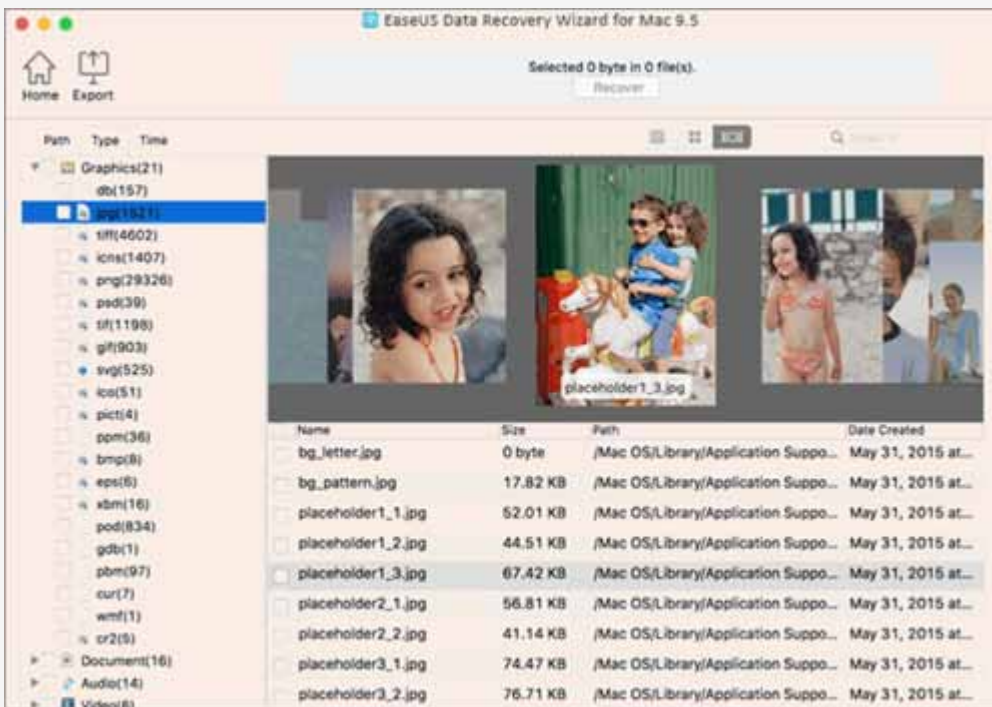 EaseUS Data Recovery Wizard for Mac 9.5
Selected 0 byte in 0 file(s).
Recover
Home Export
Path Type Time
Graphics(21)
db(157)
jpg(1521)
tiff(4602)
icns(1407)
png(29326)
psd(39)
tif(1198)
gif(903)
svg(525)
ico(51)
pict(4)
ppm(36)
bmp(8)
eps(6)
xbm(16)
pod(834)
gdb(1)
pbm(97)
cur(7)
wmf(1)
cr2(5)
Document(16)
Audio(14)
Video(6)
placeholder1_3.jpg
Name Size Path Date Created
bg_letter.jpg 0 byte /Mac OS/Library/Application Suppo... May 31, 2015 at...
bg_pattern.jpg 17.82 KB /Mac OS/Library/Application Suppo... May 31, 2015 at...
placeholder1_1.jpg 52.01 KB /Mac OS/Library/Application Suppo... May 31, 2015 at...
placeholder1_2.jpg 44.51 KB /Mac OS/Library/Application Suppo... May 31, 2015 at...
placeholder1_3.jpg 67.42 KB /Mac OS/Library/Application Suppo... May 31, 2015 at...
placeholder2_1.jpg 56.81 KB /Mac OS/Library/Application Suppo... May 31, 2015 at...
placeholder2_2.jpg 41.14 KB /Mac OS/Library/Application Suppo... May 31, 2015 at...
placeholder3_1.jpg 74.47 KB /Mac OS/Library/Application Suppo... May 31, 2015 at...
placeholder3_2.jpg 76.71 KB /Mac OS/Library/Application Suppo... May 31, 2015 at...